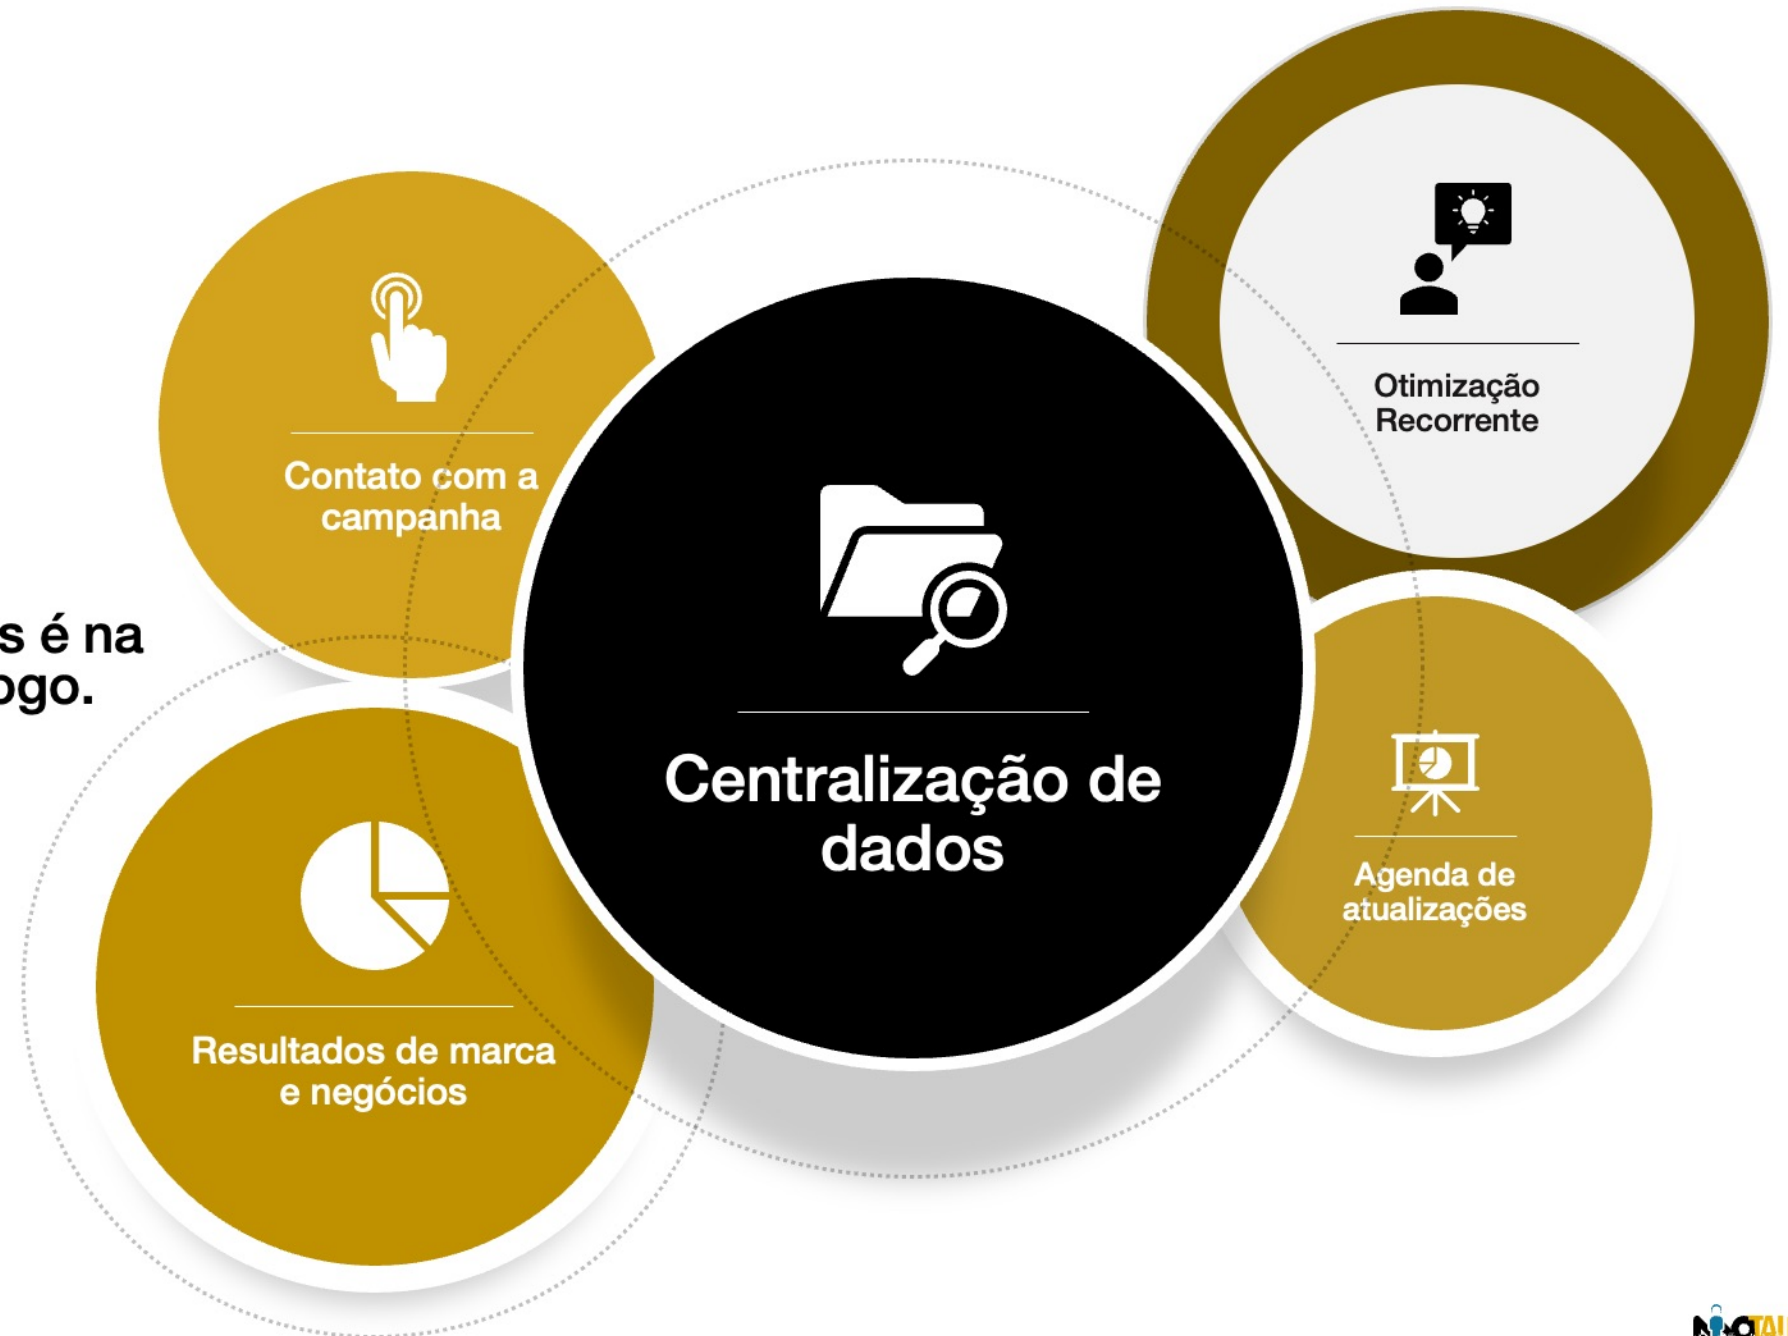 Otimização
Recorrente
Contato com a
campanha
s é na
ogo.
Centralização de
dados
Agenda de
atualizações
Resultados de marca
e negócios